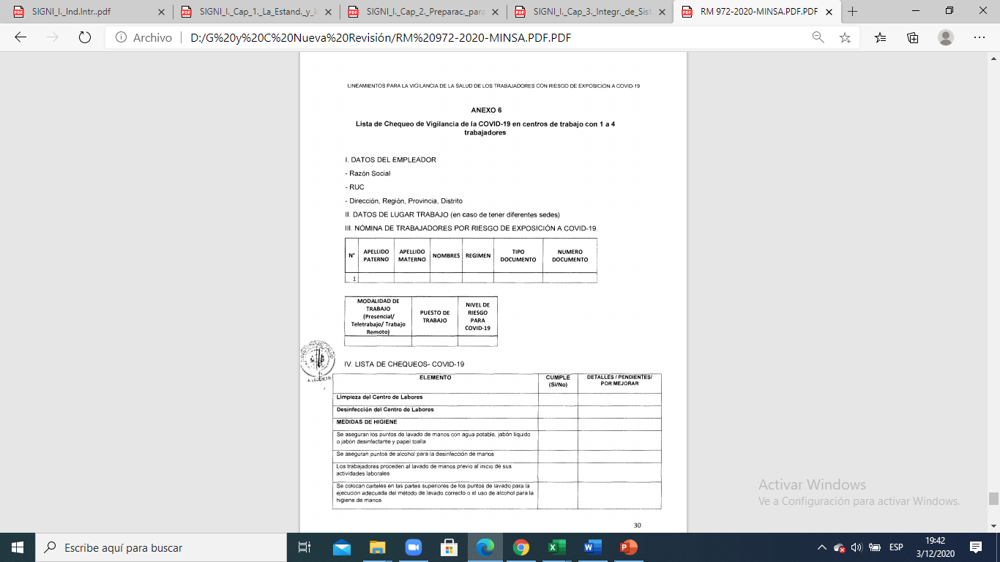 SIGNI_I._Ind.Intr..pdf
SIGNI_I._Cap_1._La_Estand._y_l
SIGNI_I._Cap_2._Preparac._para
SIGNI_I._Cap_3._Integr._de_Sist
RM 972-2020-MINSA.PDF.PDF
Archivo
D:/G%20y%20C%20Nueva%20Revisión/RM%20972-2020-MINSA.PDF.PDF
LINEAMIENTOS PARA LA VIGILANCIA DE LA SALUD DE LOS TRABAJADORES CON RIESGO DE EXPOSICIÓN A COVID-19
ANEXO 6
Lista de Chequeo de Vigilancia de la COVID-19 en centros de trabajo con 1 a 4
trabajadores
I. DATOS DEL EMPLEADOR
- Razón Social
- RUC
- Dirección, Región, Provincia, Distrito
II. DATOS DE LUGAR TRABAJO (en caso de tener diferentes sedes)
III. NÓMINA DE TRABAJADORES POR RIESGO DE EXPOSICIÓN A COVID-19.
N° APELLIDO PATERNO APELLIDO MATERNO NOMBRES REGIMEN TIPO DOCUMENTO NUMERO DOCUMENTO
1
MODALIDAD DE
TRABAJO
(Presencial/
Teletrabajo/ Trabajo
Remoto)
PUESTO DE
TRABAJO
NIVEL DE
RIESGO
PARA
COVID-19
IV. LISTA DE CHEQUEOS- COVID-19
ELEMENTO
CUMPLE
(Si/No)
DETALLES / PENDIENTES/
POR MEJORAR
Limpieza del Centro de Labores
Desinfección del Centro de Labores
MEDIDAS DE HIGIENE
Se aseguran los puntos de lavado de manos con agua potable, jabón líquido
o jabón desinfectante y papel toalla
Se aseguran puntos de alcohol para la desinfección de manos
Los trabajadores proceden al lavado de manos previo al inicio de sus
actividades laborales
Se colocan carteles en las partes superiores de los puntos de lavado para la
ejecución adecuada del método de lavado correcto o el uso de alcohol para la
higiene de manos.
30
Activar Windows
Ve a Configuración para activar Windows.
Escribe aquí para buscar
ESP
19:42
3/12/2020